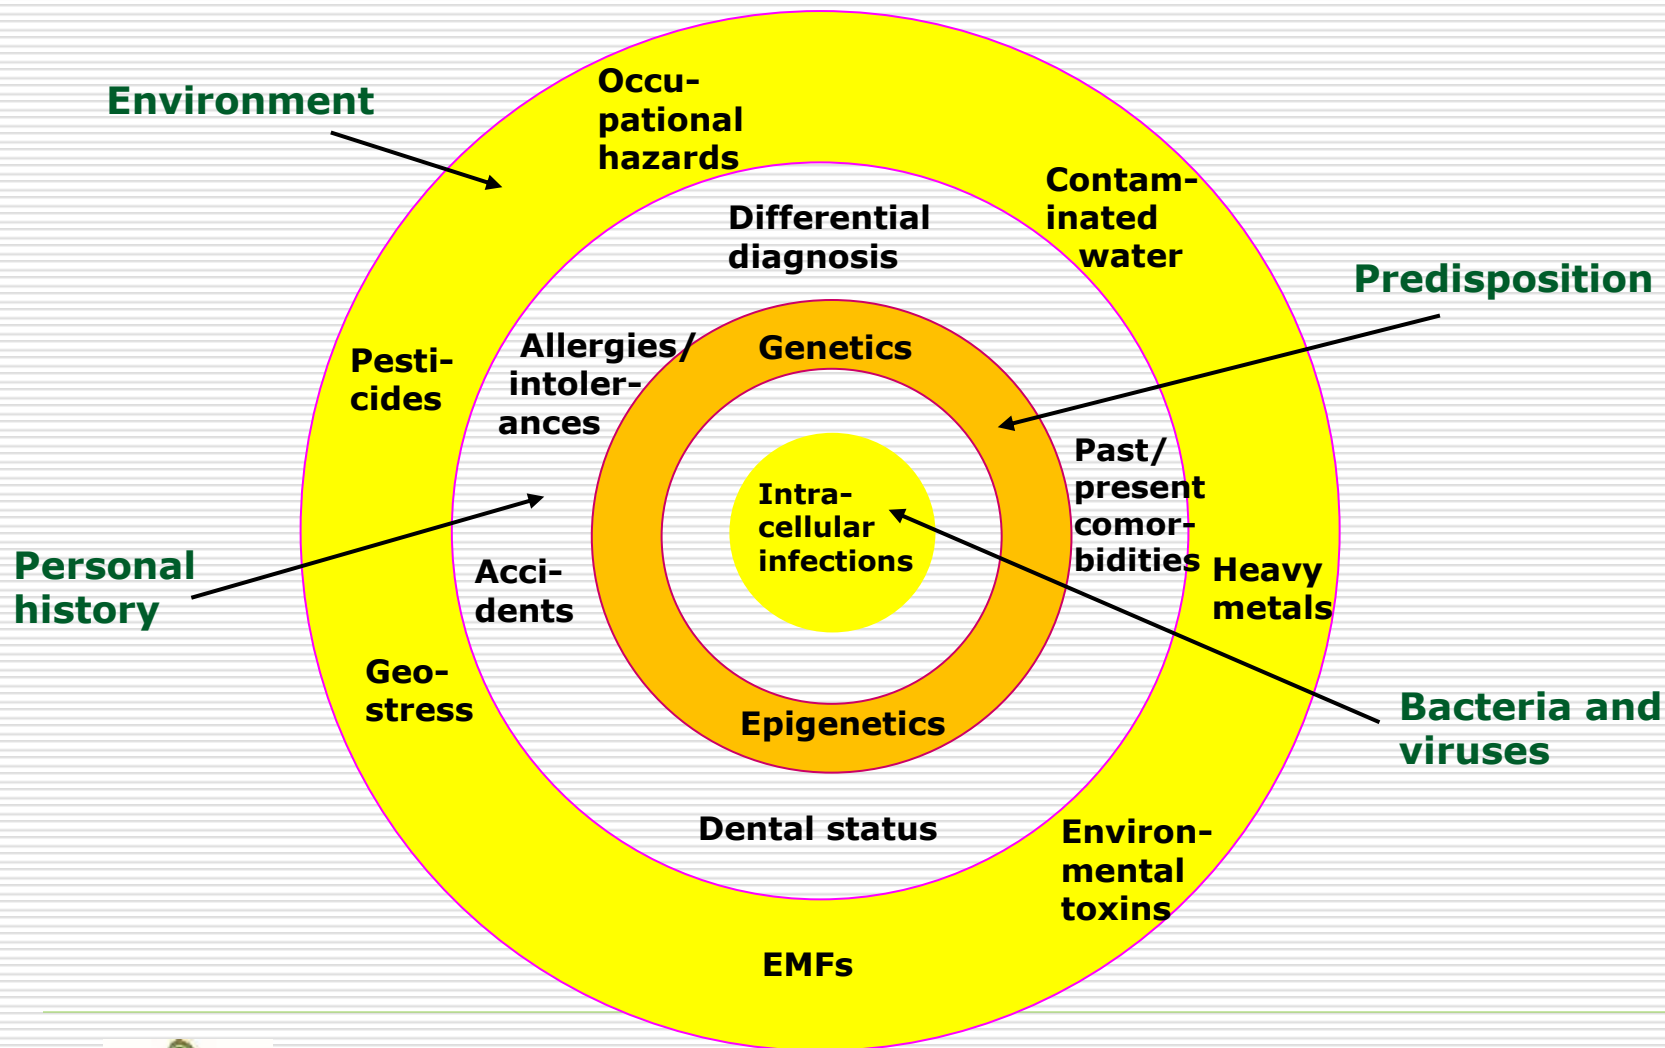 Environment
Occu-
pational
hazards
Contam-
inated
water
Differential
diagnosis
Predisposition
Allergies/
intoler-
ances
Genetics
Pesti-
cides
Past/
present
comor-
bidities
Intra-
cellular
infections
Personal
history
Acci-
dents
Heavy
metals
Geo-
stress
Epigenetics
Bacteria and
viruses
Dental status
Environ-
mental
toxins
EMFs